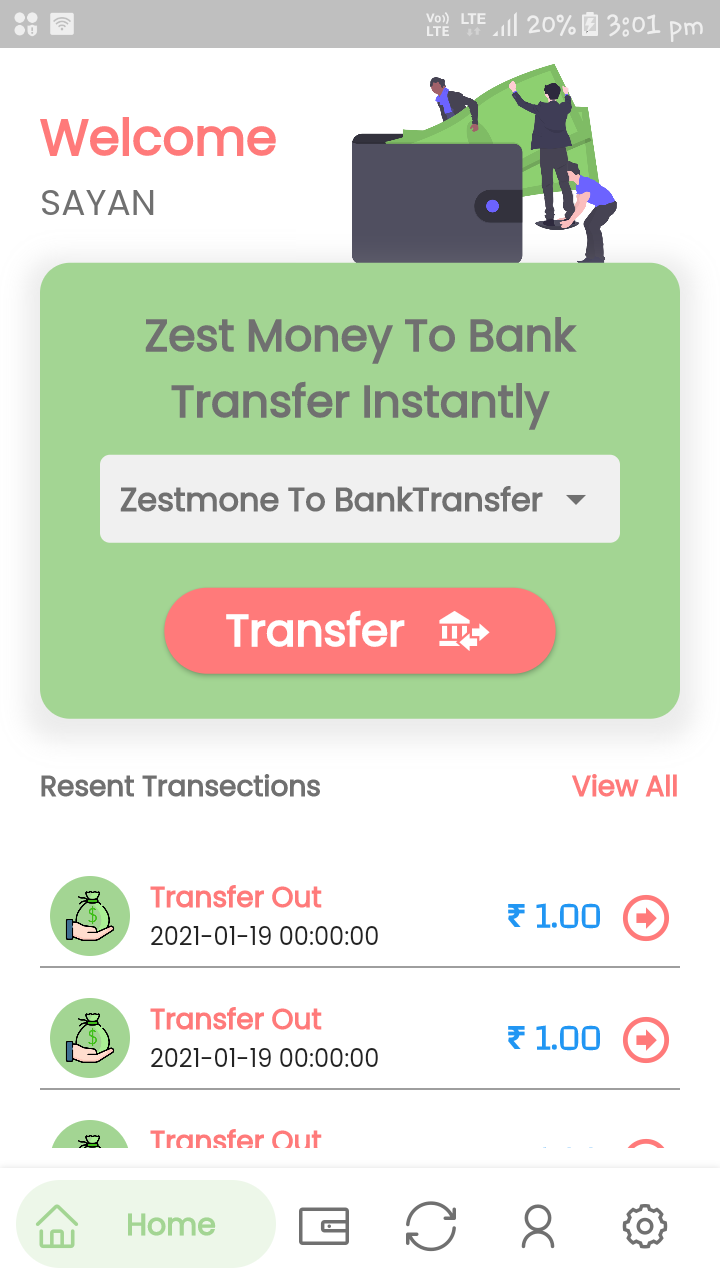 Vo)) LTE LTE 20% 3:01 pm
Welcome
SAYAN
Zest Money To Bank
Transfer Instantly
Zestmone To BankTransfer
Transfer
Resent Transections View All
Transfer Out
2021-01-19 00:00:00 ₹ 1.00
Transfer Out
2021-01-19 00:00:00 ₹ 1.00
Transfer Out
Home